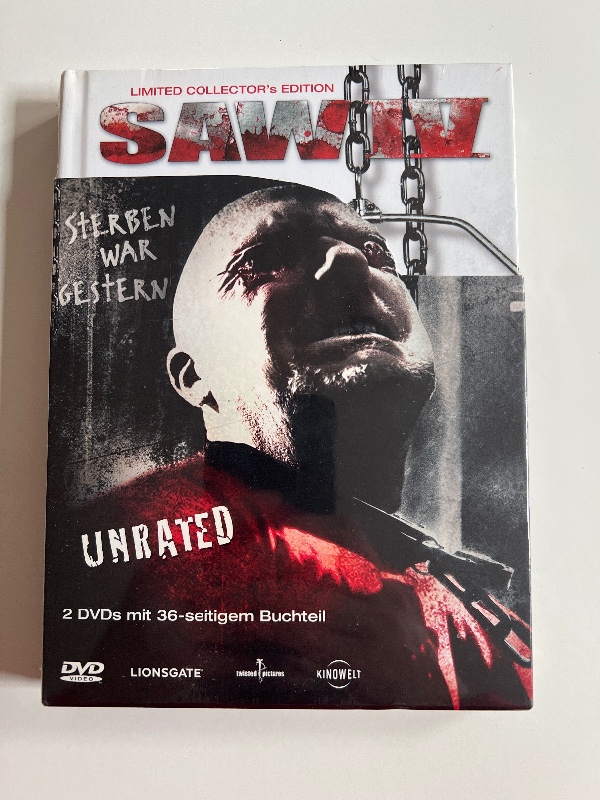 LIMITED COLLECTOR'S EDITION
SAW IV
STERBEN
WAR
GESTERN
UNRATED
2 DVDs mit 36-seitigem Buchteil
DVD
VIDEO
LIONSGATE
twisted pictures
KINOWELT